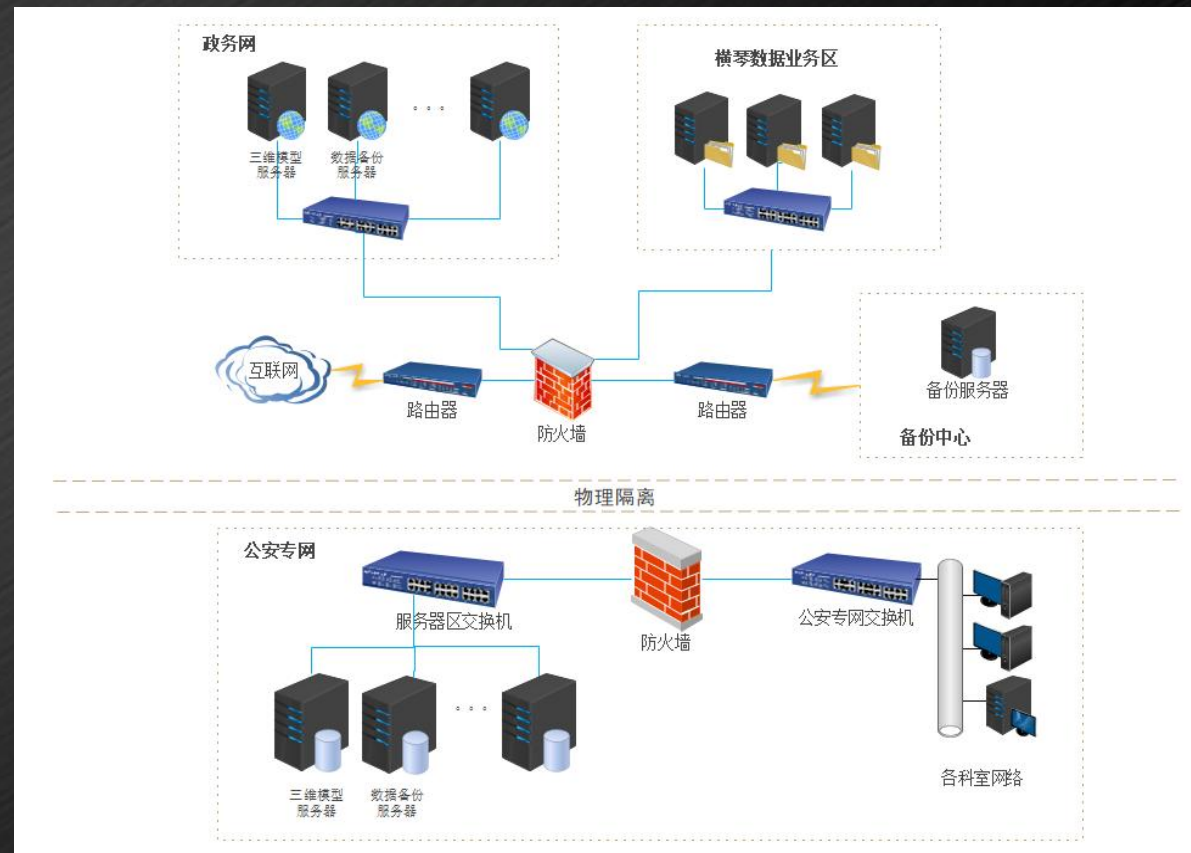 政务网
横琴数据业务区
三维模型
服务器
数据备份
服务器
互联网
路由器
防火墙
路由器
备份服务器
备份中心
物理隔离
公安专网
服务器区交换机
防火墙
公安专网交换机
三维模型
服务器
数据备份
服务器
各科室网络